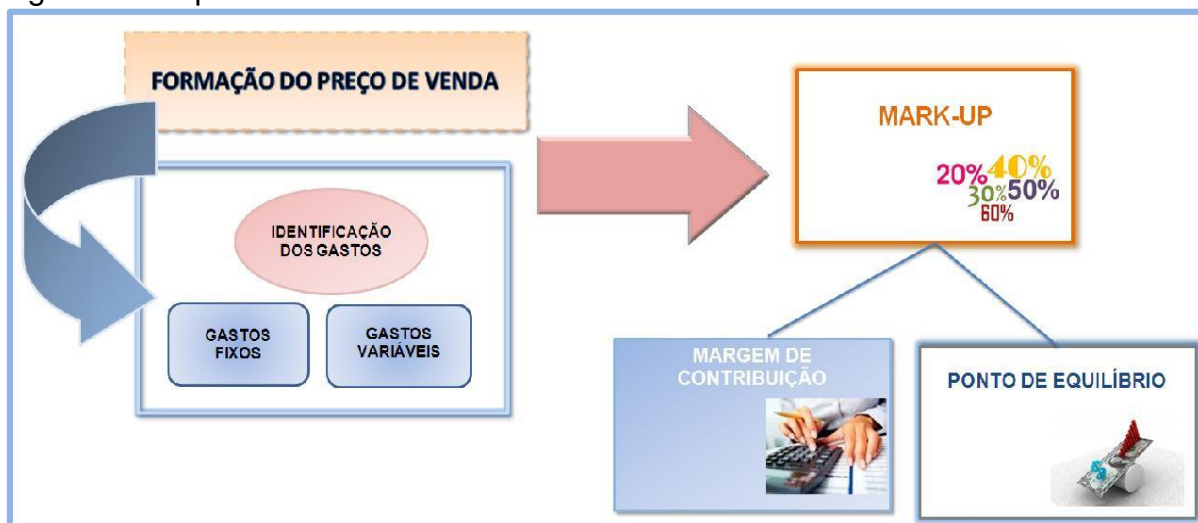 FORMAÇÃO DO PREÇO DE VENDA
IDENTIFICAÇÃO
DOS GASTOS
GASTOS
FIXOS
GASTOS
VARIÁVEIS
MARK-UP
20% 40%
30% 50%
60%
MARGEM DE
CONTRIBUIÇÃO
PONTO DE EQUILÍBRIO